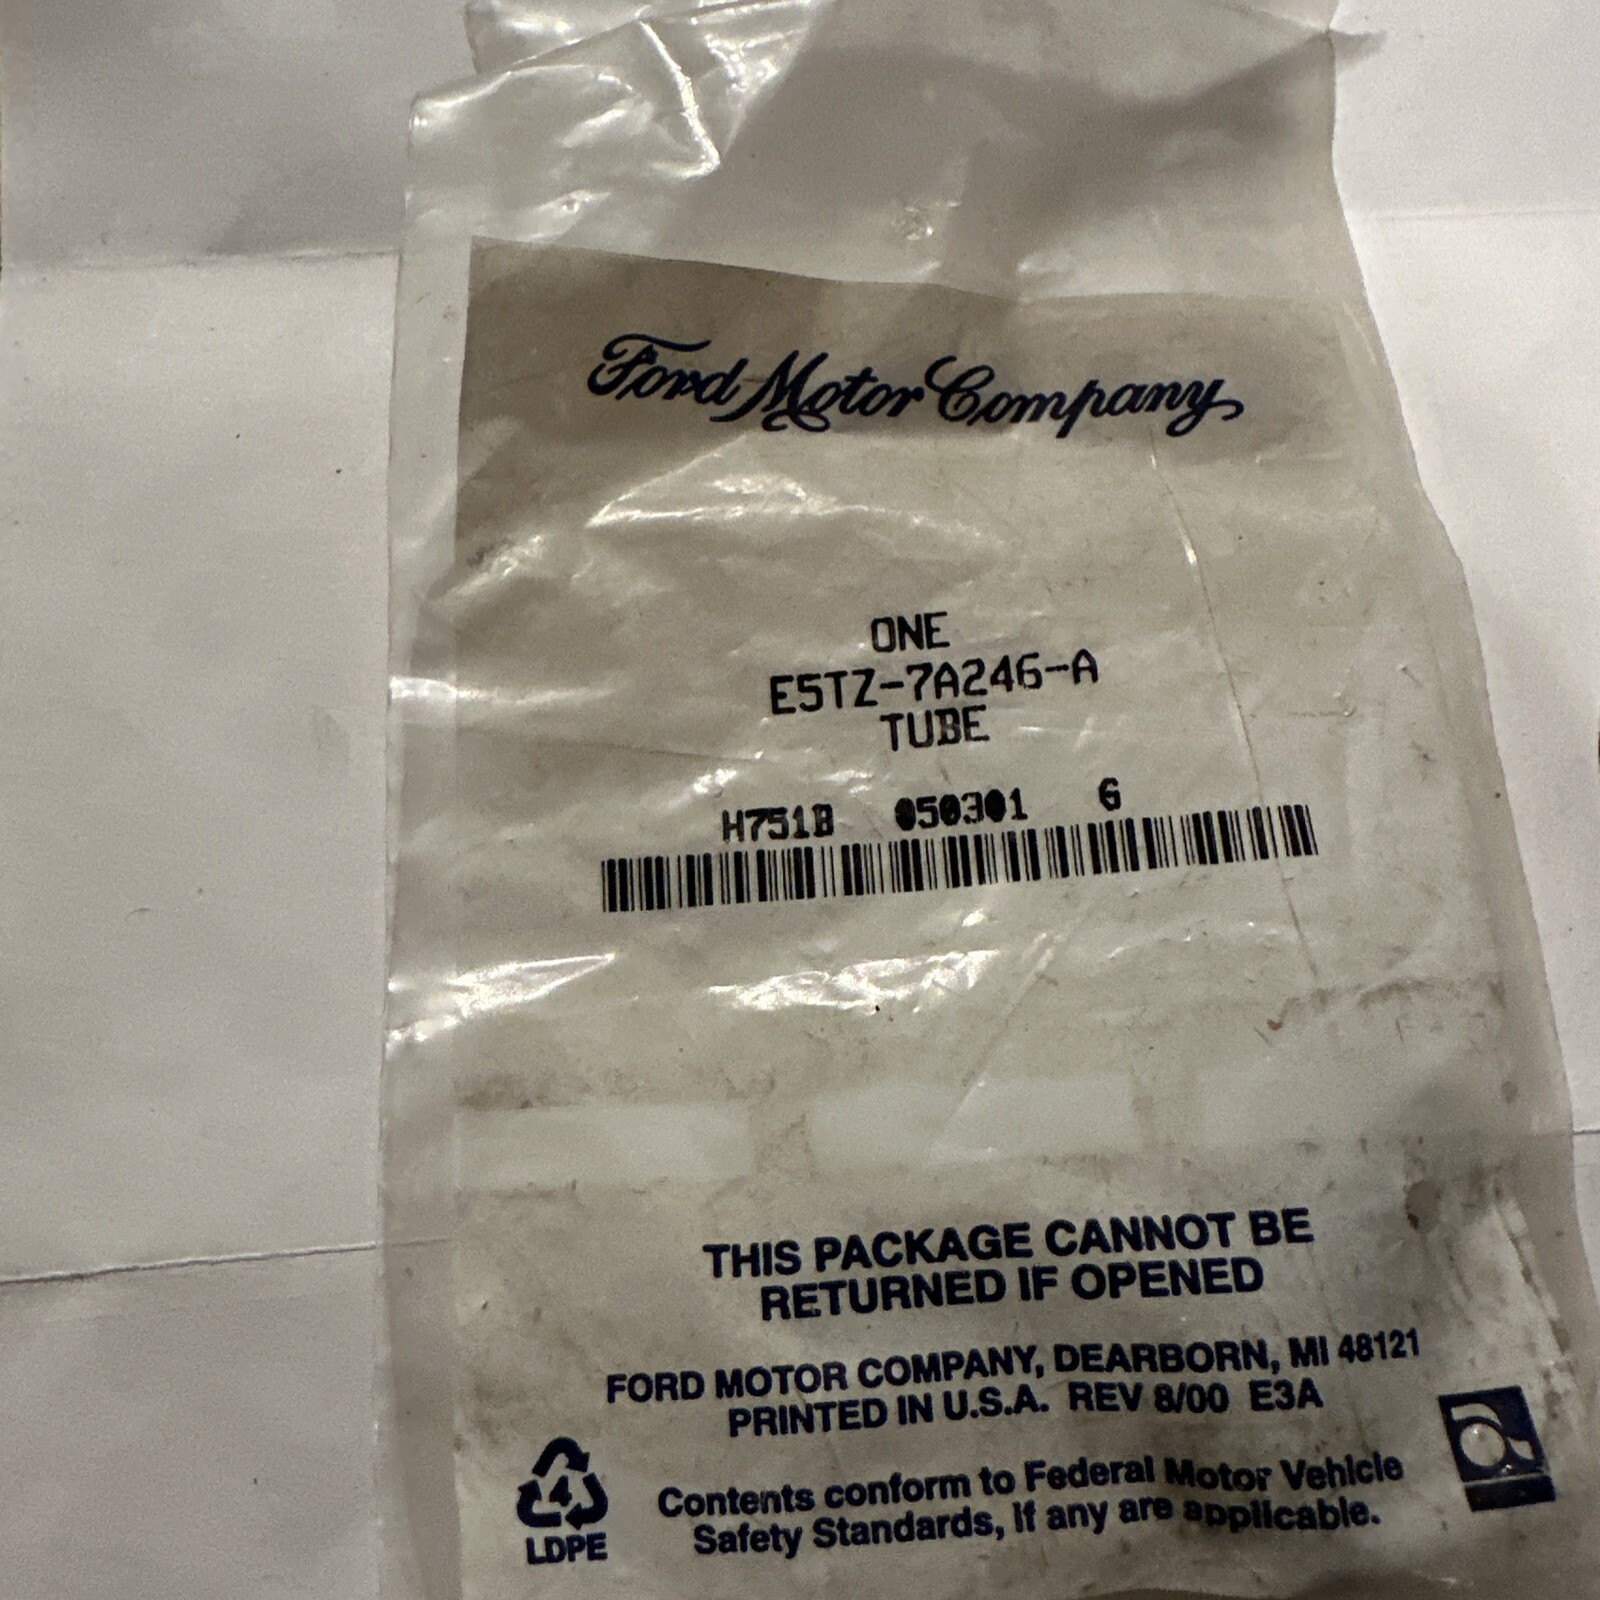 Ford Motor Company
ONE
E5TZ-7A246-A
TUBE
H751B 050301 G
THIS PACKAGE CANNOT BE
RETURNED IF OPENED
FORD MOTOR COMPANY, DEARBORN, MI 48121
PRINTED IN U.S.A. REV 8/00 E3A
4
LDPE
Contents conform to Federal Motor Vehicle
Safety Standards, if any are applicable.